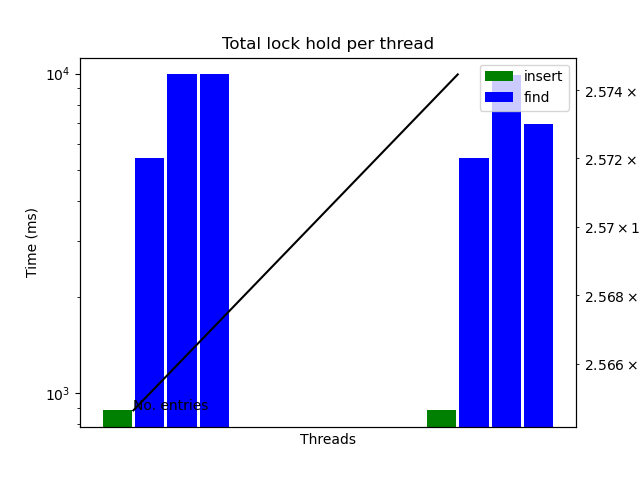 Total lock hold per thread
insert
find
10⁴
10³
Time (ms)
No. entries
Threads
2.574 ×
2.572 ×
2.57 × 1
2.568 ×
2.566 ×